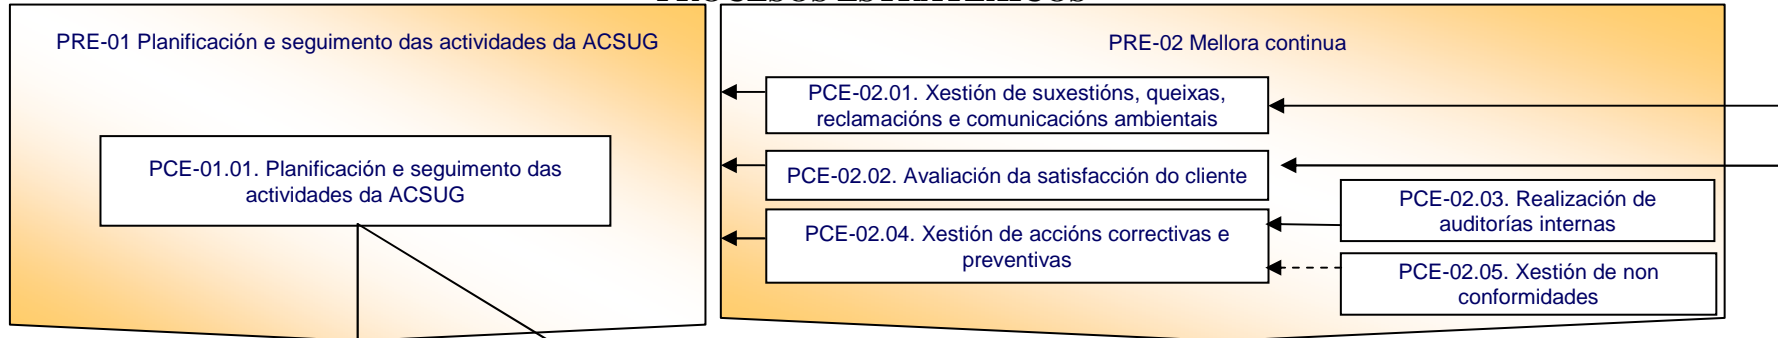 PROCESOS ESTRATÉXICOS
PRE-01 Planificación e seguimento das actividades da ACSUG
PCE-01.01. Planificación e seguimento das
actividades da ACSUG
PRE-02 Mellora continua
PCE-02.01. Xestión de suxestións, queixas,
reclamacións e comunicacións ambientais
PCE-02.02. Avaliación da satisfacción do cliente
PCE-02.03. Realización de
auditorías internas
PCE-02.04. Xestión de accións correctivas e
preventivas
PCE-02.05. Xestión de non
conformidades